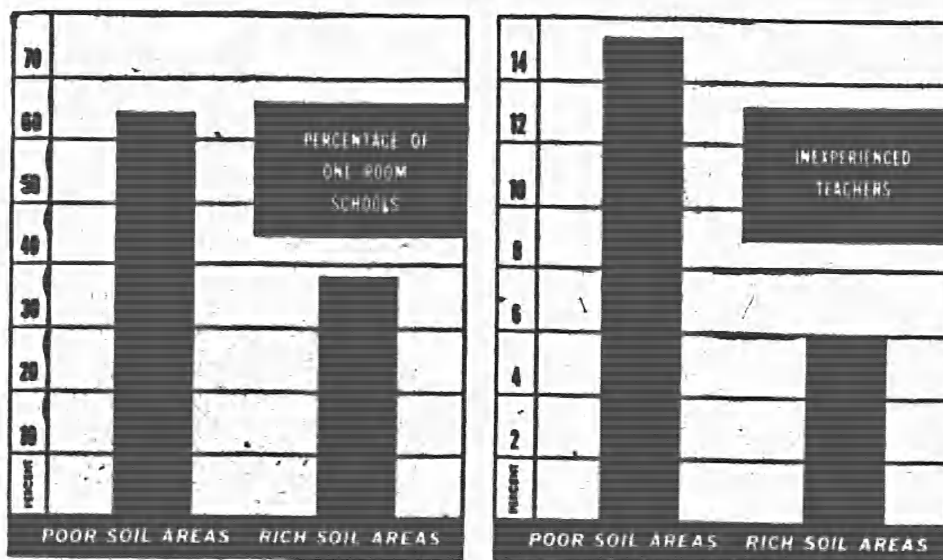 70
60
50
40
30
20
10
PERCENT
PERCENTAGE OF
ONE ROOM
SCHOOLS
POOR SOIL AREAS RICH SOIL AREAS
14
12
10
8
6
4
2
PERCENT
INEXPERIENCED
TEACHERS
POOR SOIL AREAS RICH SOIL AREAS